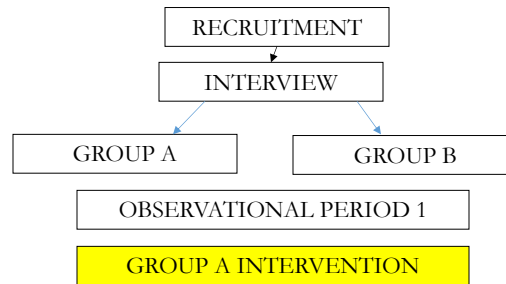 RECRUITMENT
INTERVIEW
GROUP A
GROUP B
OBSERVATIONAL PERIOD 1
GROUP A INTERVENTION